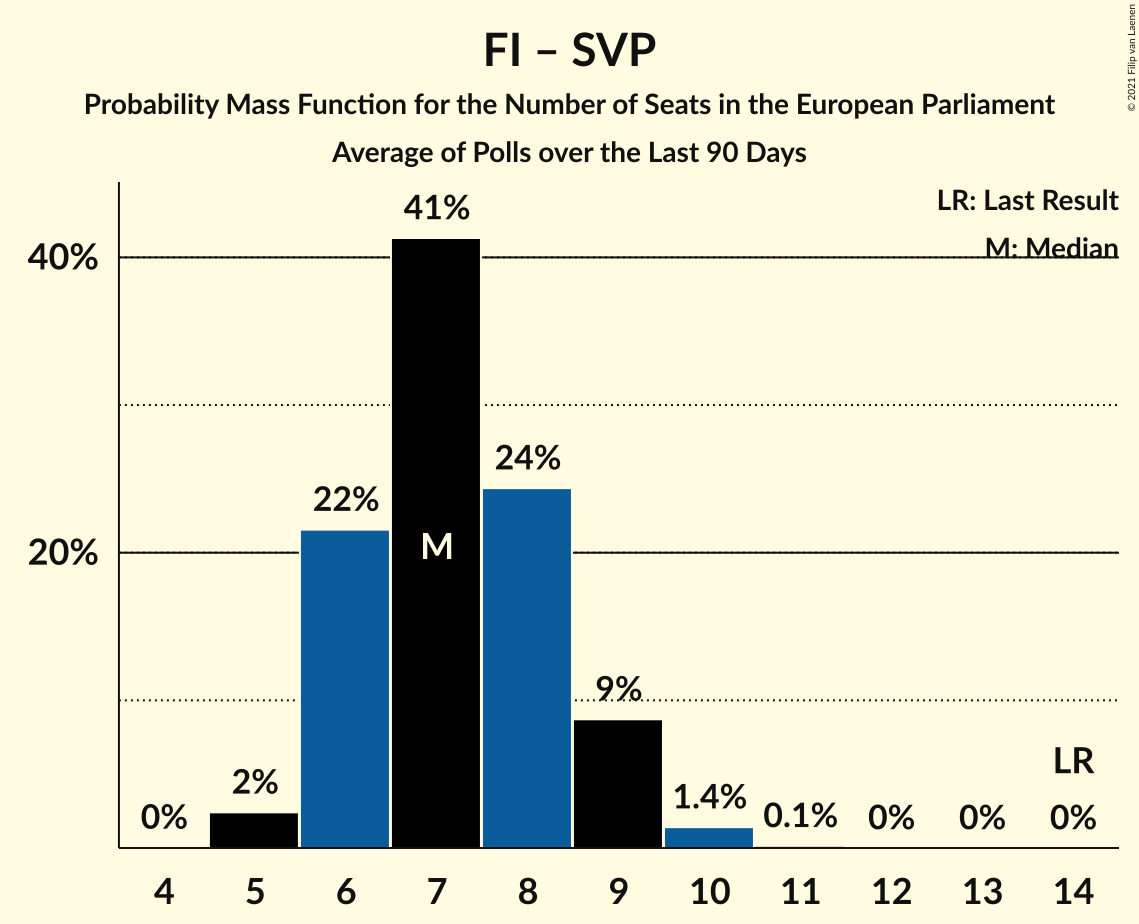 FI – SVP
Probability Mass Function for the Number of Seats in the European Parliament
Average of Polls over the Last 90 Days
© 2021 Filip van Laenen
LR: Last Result
M: Median
40%
20%
0%
2%
22%
41%
M
24%
9%
1.4%
0.1%
0%
0%
LR
0%
4 5 6 7 8 9 10 11 12 13 14